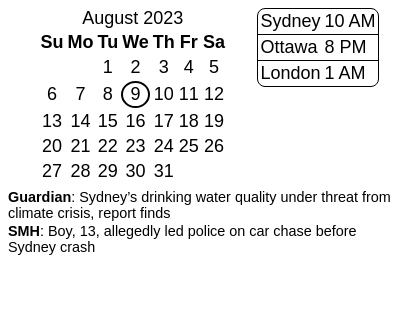 August 2023
Su Mo Tu We Th Fr Sa
1 2 3 4 5
6 7 8 9 10 11 12
13 14 15 16 17 18 19
20 21 22 23 24 25 26
27 28 29 30 31
Sydney 10 AM
Ottawa 8 PM
London 1 AM
Guardian: Sydney’s drinking water quality under threat from
climate crisis, report finds
SMH: Boy, 13, allegedly led police on car chase before
Sydney crash